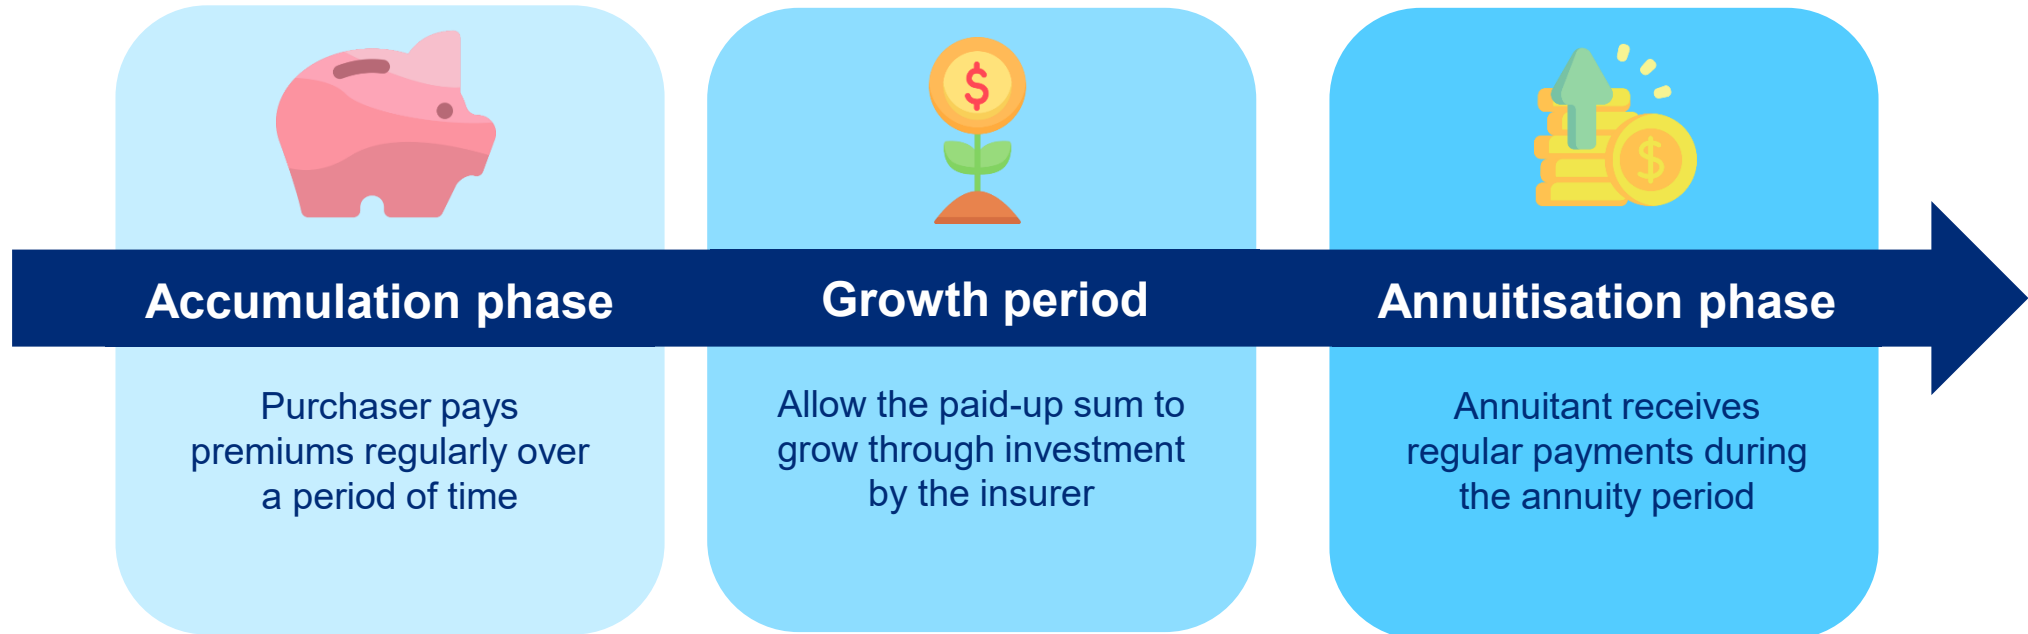 $
$
Accumulation phase
Growth period
Annuitisation phase
Purchaser pays
premiums regularly over
a period of time
Allow the paid-up sum to
grow through investment
by the insurer
Annuitant receives
regular payments during
the annuity period